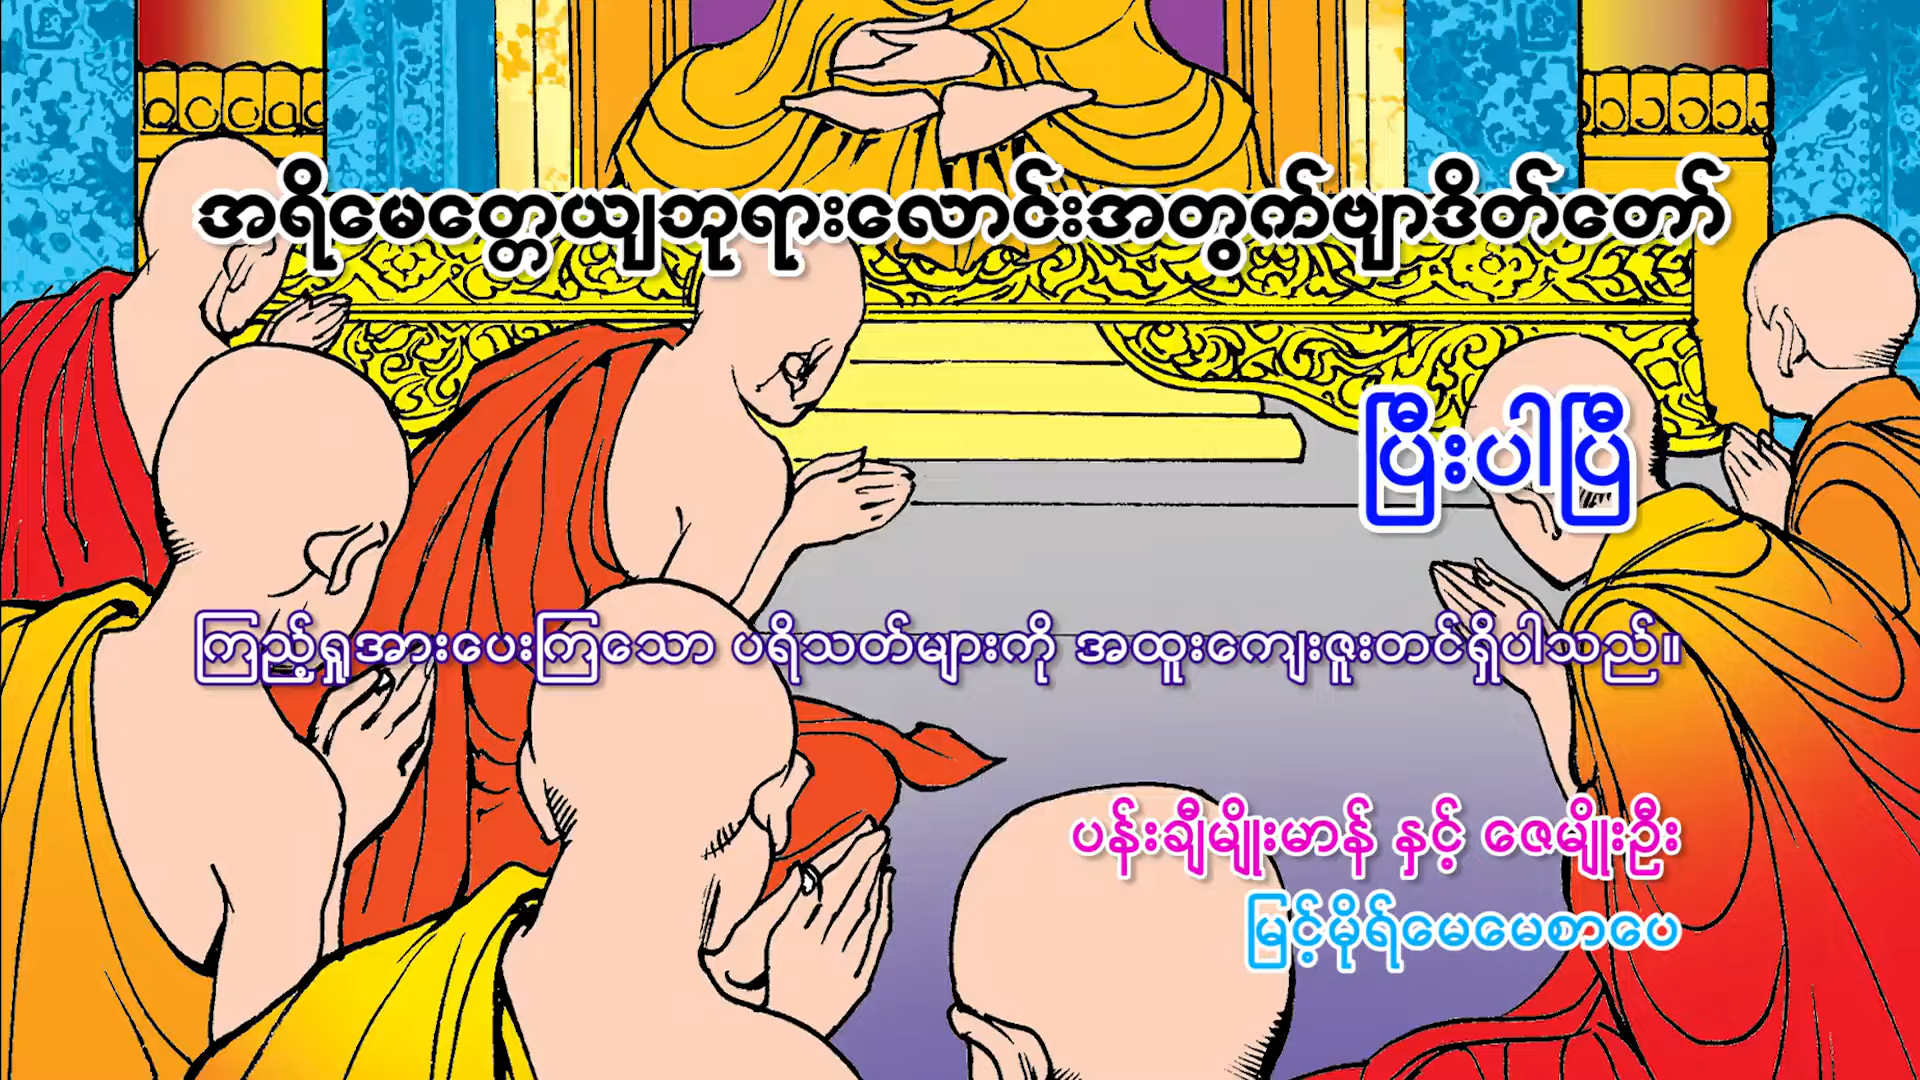 အရိမေတ္တေယျဘုရားလောင်းအတွက်ဗျာဒိတ်တော်
ပြီးပါပြီ
ကြည့်ရှုအားပေးကြသော ပရိသတ်များကို အထူးကျေးဇူးတင်ရှိပါသည်။
ပန်းချီမျိုးမာန် နှင့် ဇေမျိုးဦး
မြင့်မိုရ်မေမေစာပေ